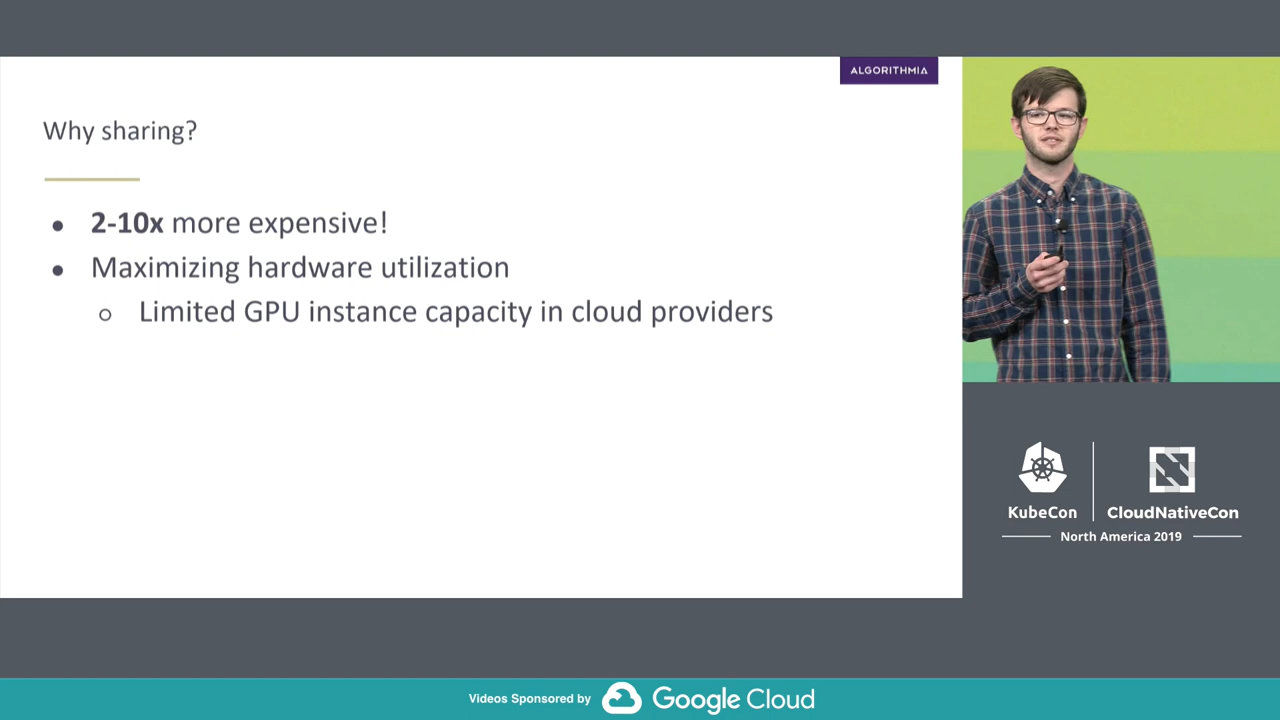 ALGORITHMIA
Why sharing?
● 2-10x more expensive!
● Maximizing hardware utilization
○ Limited GPU instance capacity in cloud providers
KubeCon
CloudNativeCon
North America 2019
Videos Sponsored by Google Cloud